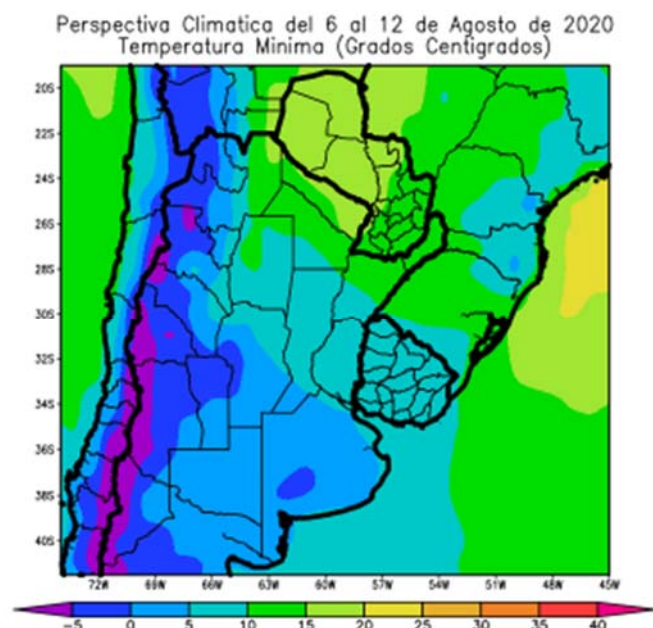 Perspectiva Climatica del 6 al 12 de Agosto de 2020
Temperatura Minima (Grados Centigrados)
20S
22S
24S
26S
28S
30S
32S
34S
36S
38S
40S
72W 69W 66W 63W 60W 57W 54W 51W 48W 45W
-5 0 5 10 15 20 25 30 35 40